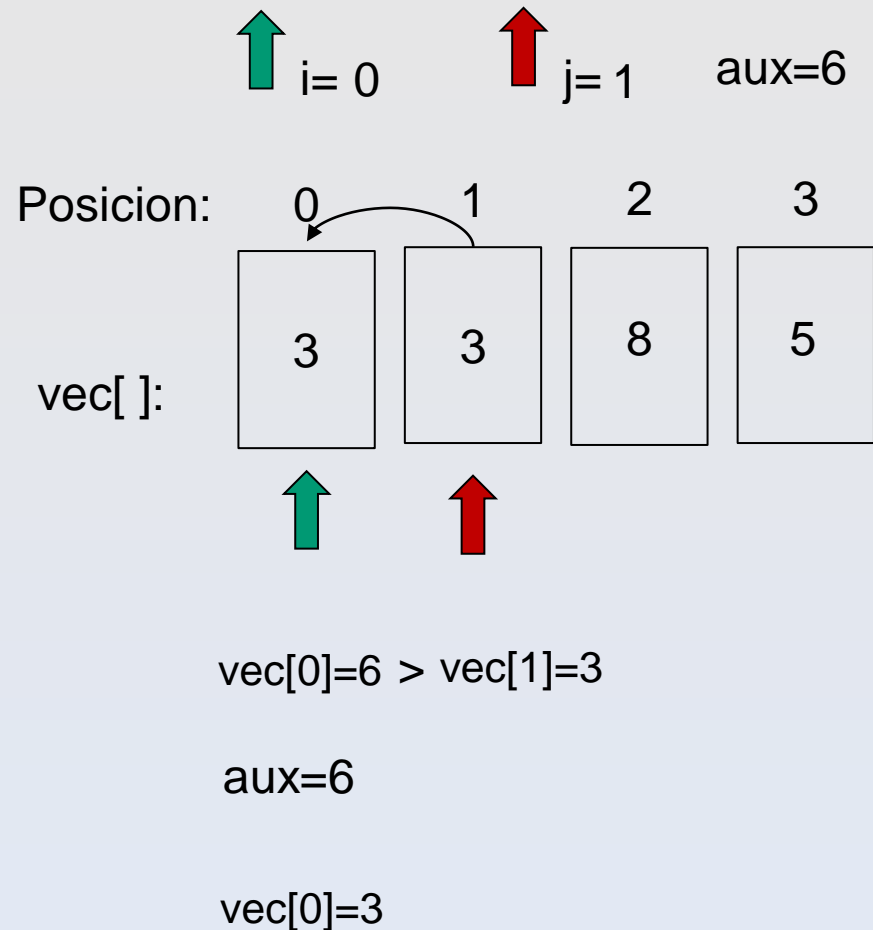 i= 0 j= 1 aux=6
Posicion: 0 1 2 3
vec[ ]: 3 3 8 5
vec[0]=6 > vec[1]=3
aux=6
vec[0]=3